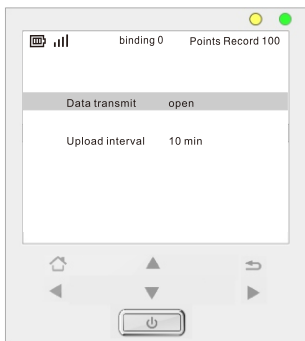 binding 0 Points Record 100
Data transmit open
Upload interval 10 min